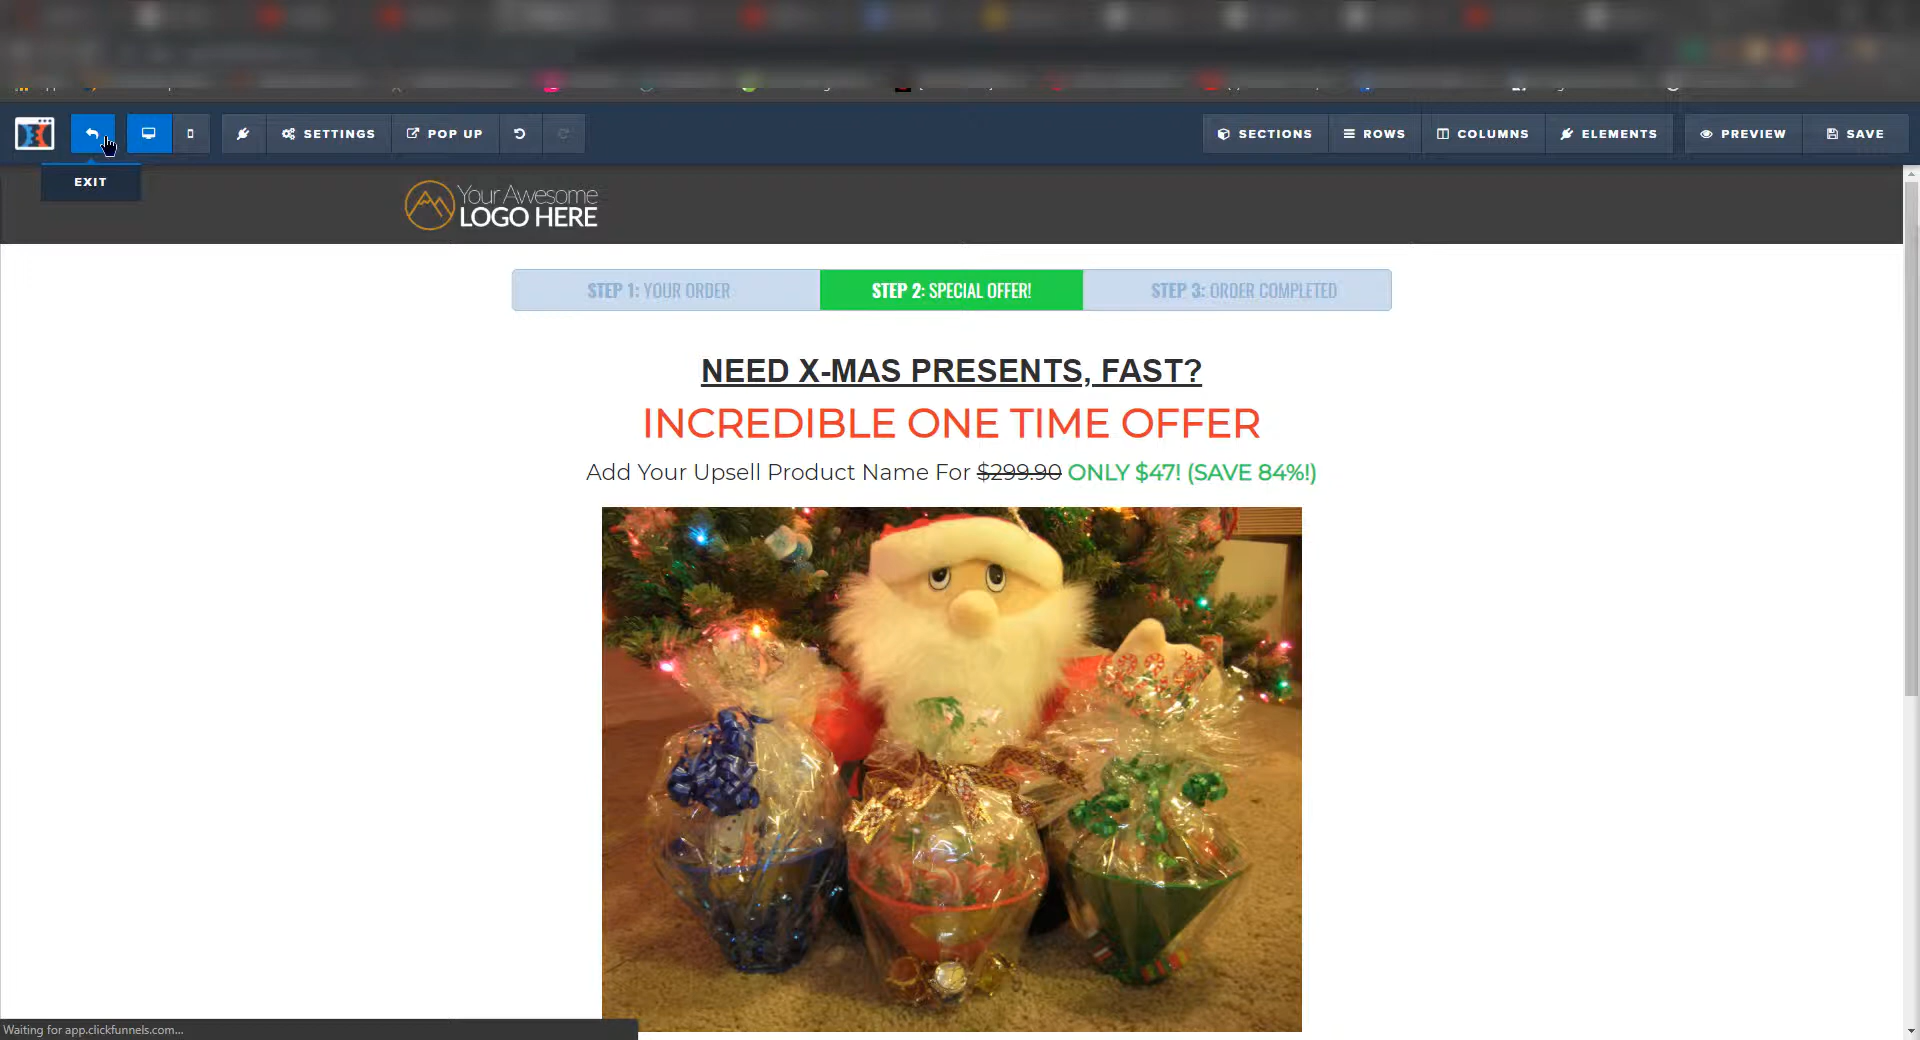 SETTINGS
POP UP
SECTIONS
ROWS
COLUMNS
ELEMENTS
PREVIEW
SAVE
EXIT
Your Awesome
LOGO HERE
STEP 1: YOUR ORDER
STEP 2: SPECIAL OFFER!
STEP 3: ORDER COMPLETED
NEED X-MAS PRESENTS, FAST?
INCREDIBLE ONE TIME OFFER
Add Your Upsell Product Name For $299.90 ONLY $47! (SAVE 84%!)
Waiting for app.clickfunnels.com...